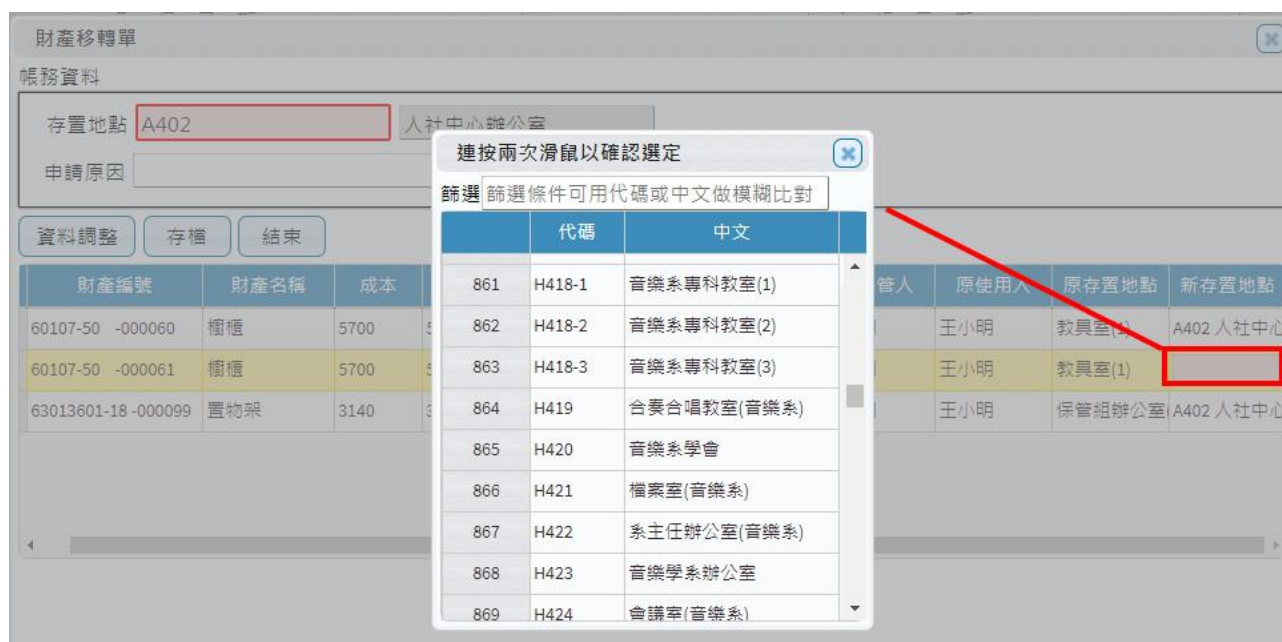 財產移轉單
帳務資料
存置地點 A402 人社中心辦公室
申請原因
資料調整 存檔 結束
連按兩次滑鼠以確認選定
篩選 篩選條件可用代碼或中文做模糊比對
代碼 中文
861 H418-1 音樂系專科教室(1)
862 H418-2 音樂系專科教室(2)
863 H418-3 音樂系專科教室(3)
864 H419 合奏合唱教室(音樂系)
865 H420 音樂系學會
866 H421 檔案室(音樂系)
867 H422 系主任辦公室(音樂系)
868 H423 音樂學系辦公室
869 H424 會議室(音樂系)
財產編號 財產名稱 成本 管人 原使用人 原存置地點 新存置地點
60107-50 -000060 櫥櫃 5700 王小明 教具室(1) A402 人社中心
60107-50 -000061 櫥櫃 5700 王小明 教具室(1)
63013601-18 -000099 置物架 3140 王小明 保管組辦公室 A402 人社中心